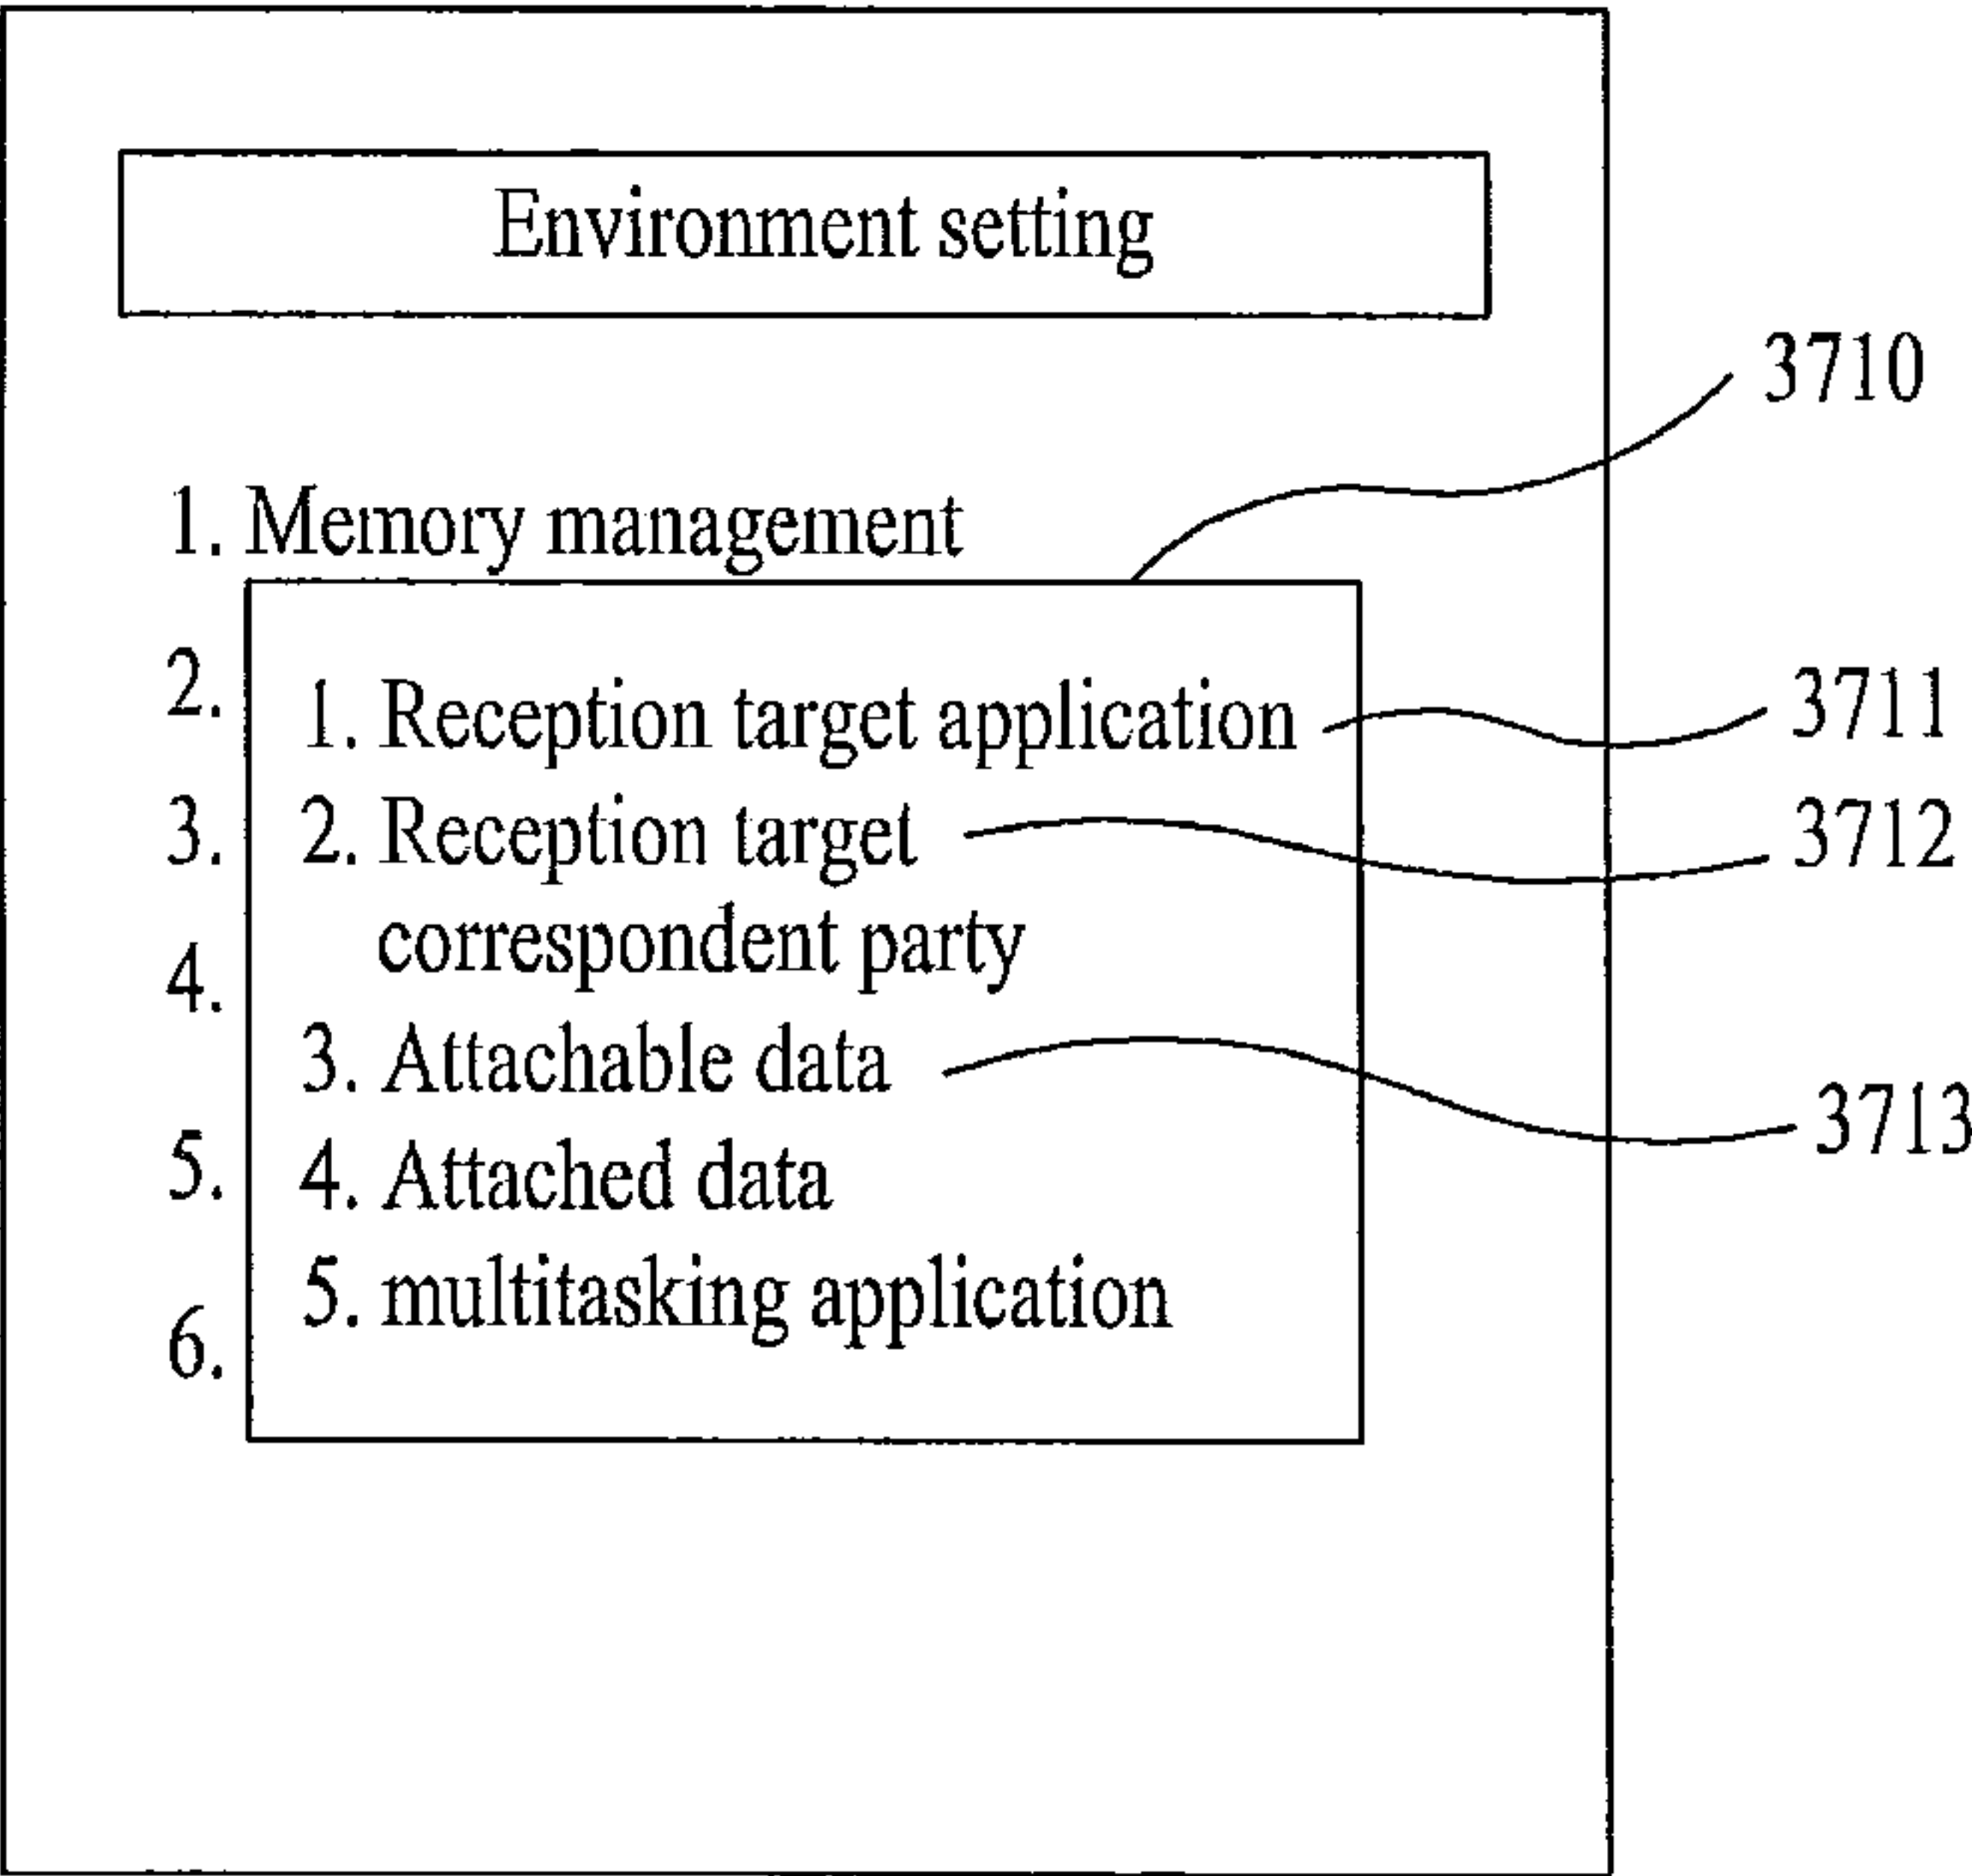 Environment setting
3710
1. Memory management
2.
1. Reception target application
3711
3.
2. Reception target
3712
correspondent party
4.
3. Attachable data
3713
5.
4. Attached data
5. multitasking application
6.